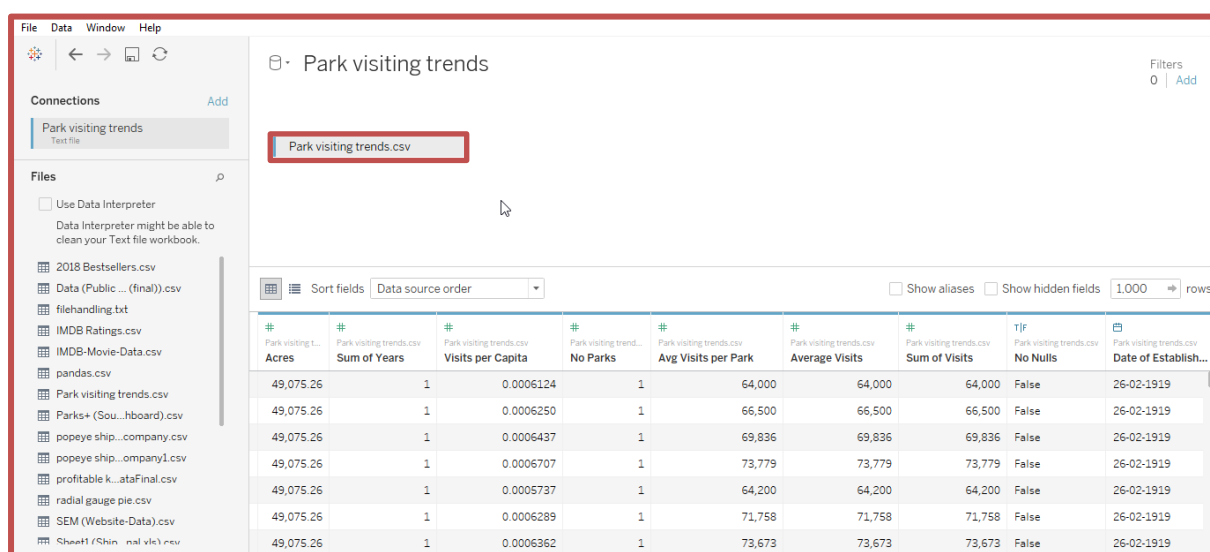 File Data Window Help
Park visiting trends
Filters
0 Add
Connections Add
Park visiting trends
Text file
Park visiting trends.csv
Files
Use Data Interpreter
Data Interpreter might be able to
clean your Text file workbook.
2018 Bestsellers.csv
Data (Public ... (final)).csv
filehandling.txt
IMDB Ratings.csv
IMDB-Movie-Data.csv
pandas.csv
Park visiting trends.csv
Parks+ (Sou...hboard).csv
popeye ship...company.csv
popeye ship...ompany1.csv
profitable k...ataFinal.csv
radial gauge pie.csv
SEM (Website-Data).csv
Sheet1 (Ship...nal.xls).csv
Sort fields Data source order Show aliases Show hidden fields 1,000 rows
# # # # # # # T|F
Park visiting t... Park visiting trends.csv Park visiting trends.csv Park visiting trend... Park visiting trends.csv Park visiting trends.csv Park visiting trends.csv Park visiting trends.csv Park visiting trends.csv
Acres Sum of Years Visits per Capita No Parks Avg Visits per Park Average Visits Sum of Visits No Nulls Date of Establish...
49,075.26 1 0.0006124 1 64,000 64,000 64,000 False 26-02-1919
49,075.26 1 0.0006250 1 66,500 66,500 66,500 False 26-02-1919
49,075.26 1 0.0006437 1 69,836 69,836 69,836 False 26-02-1919
49,075.26 1 0.0006707 1 73,779 73,779 73,779 False 26-02-1919
49,075.26 1 0.0005737 1 64,200 64,200 64,200 False 26-02-1919
49,075.26 1 0.0006289 1 71,758 71,758 71,758 False 26-02-1919
49,075.26 1 0.0006362 1 73,673 73,673 73,673 False 26-02-1919